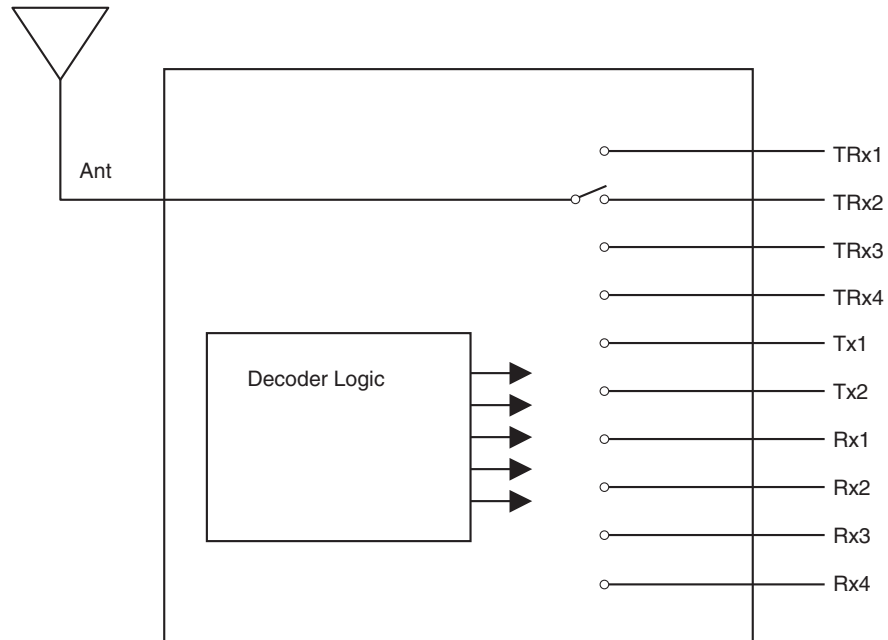 Ant
TRx1
TRx2
TRx3
TRx4
Tx1
Tx2
Rx1
Rx2
Rx3
Rx4
Decoder Logic